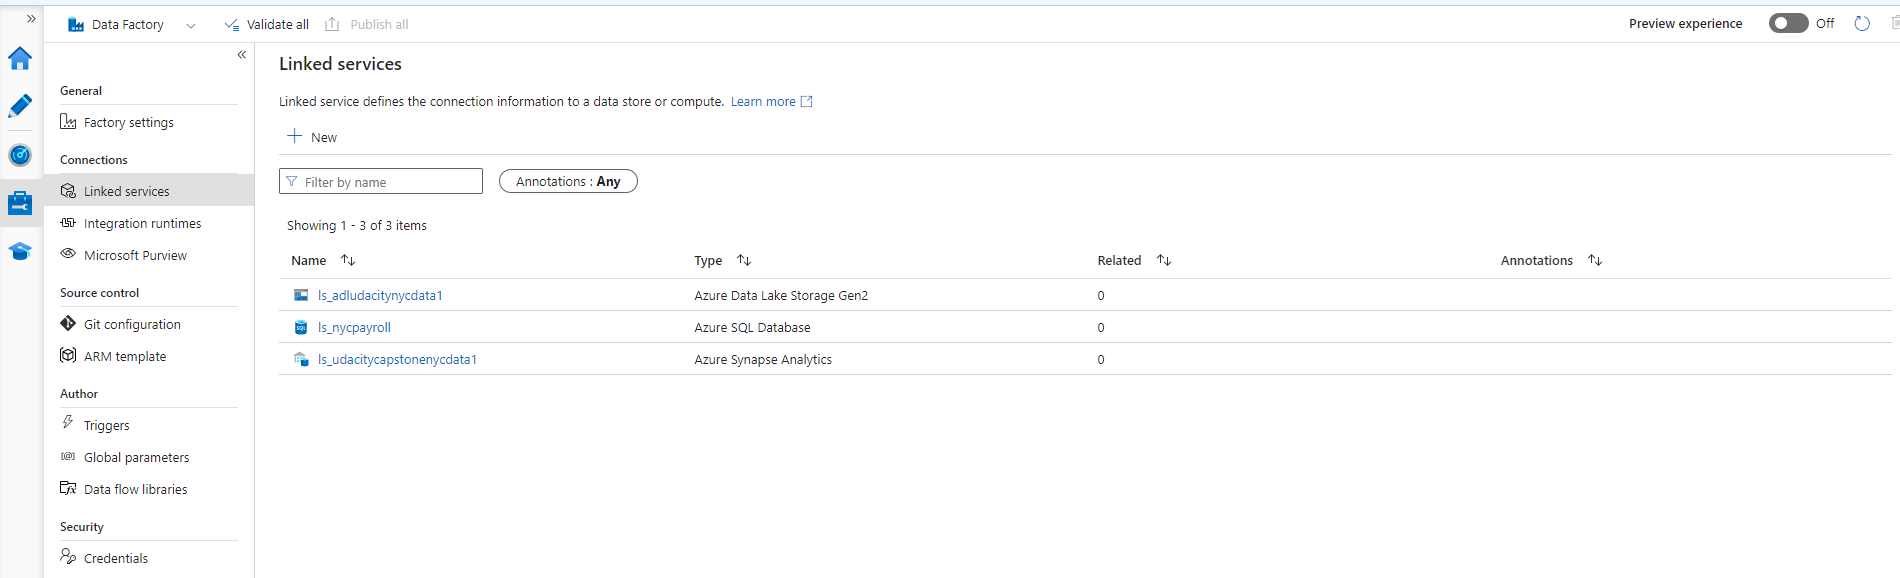 Data Factory
Validate all
Publish all
Preview experience
Off
General
Factory settings
Connections
Linked services
Integration runtimes
Microsoft Purview
Source control
Git configuration
ARM template
Author
Triggers
Global parameters
Data flow libraries
Security
Credentials
Linked services
Linked service defines the connection information to a data store or compute. Learn more
New
Filter by name
Annotations : Any
Showing 1 - 3 of 3 items
Name Type Related Annotations
ls_adludacitynycdata1 Azure Data Lake Storage Gen2 0
SQL ls_nycpayroll Azure SQL Database 0
ls_udacitycapstonenycdata1 Azure Synapse Analytics 0